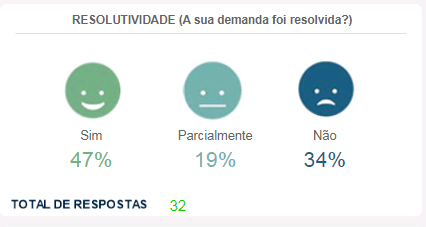 RESOLUTIVIDADE (A sua demanda foi resolvida?)
Sim Parcialmente Não
47% 19% 34%
TOTAL DE RESPOSTAS 32